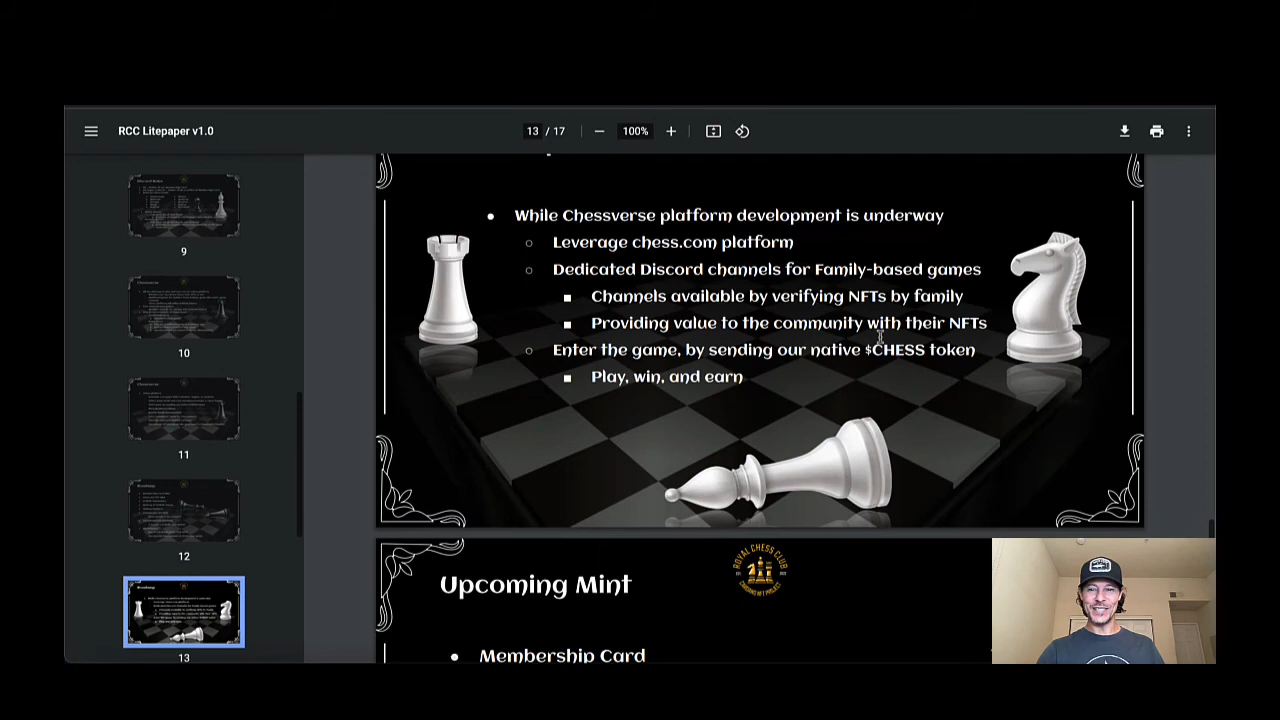 RCC Litepaper v1.0
13 / 17
100%
9
10
11
12
13
While Chessverse platform development is underway
Leverage chess.com platform
Dedicated Discord channels for Family-based games
Channels available by verifying NFTs by family
Providing value to the community with their NFTs
Enter the game, by sending our native $CHESS token
Play, win, and earn
ROYAL CHESS CLUB
CARDANO NFT PROJECT
Upcoming Mint
Membership Card